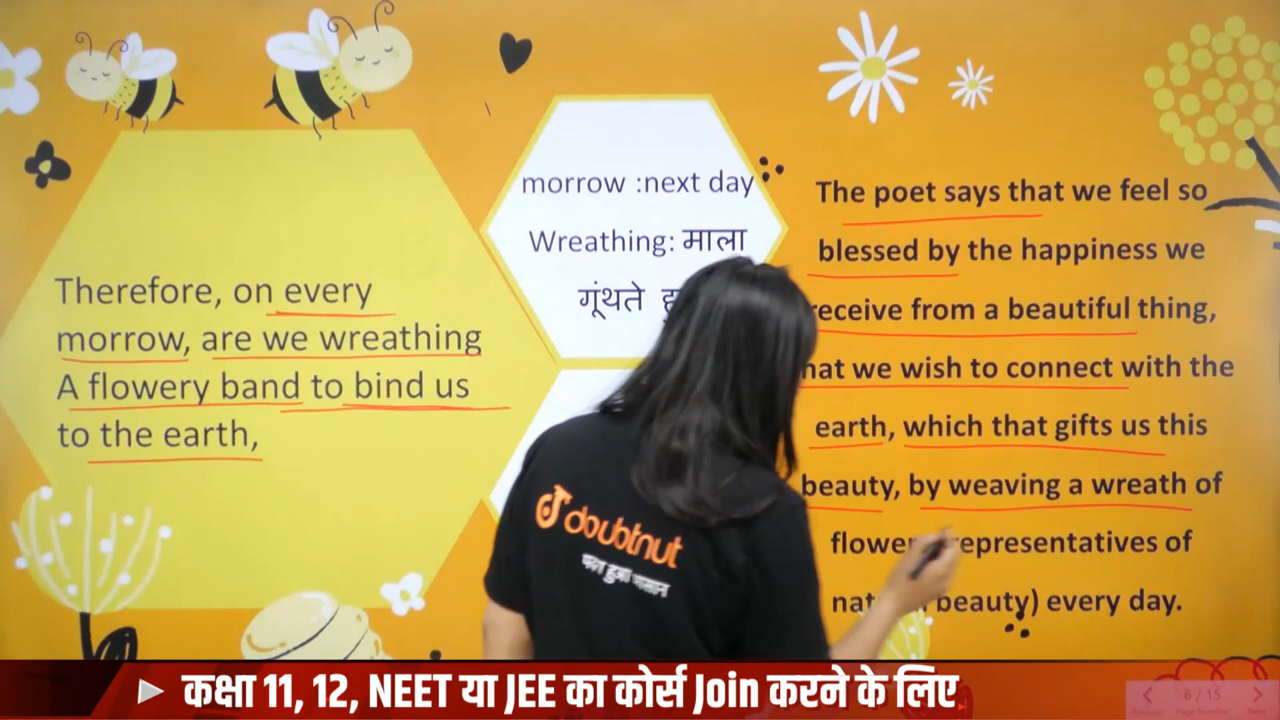 Therefore, on every
morrow, are we wreathing
A flowery band to bind us
to the earth,
morrow :next day
Wreathing: माला
गूंथते
The poet says that we feel so
blessed by the happiness we
receive from a beautiful thing,
that we wish to connect with the
earth, which that gifts us this
beauty, by weaving a wreath of
representatives of
beauty) every day.
doubtnut
पढ़ना हुआ आसान
कक्षा 11, 12, NEET या JEE का कोर्स Join करने के लिए
6 / 15